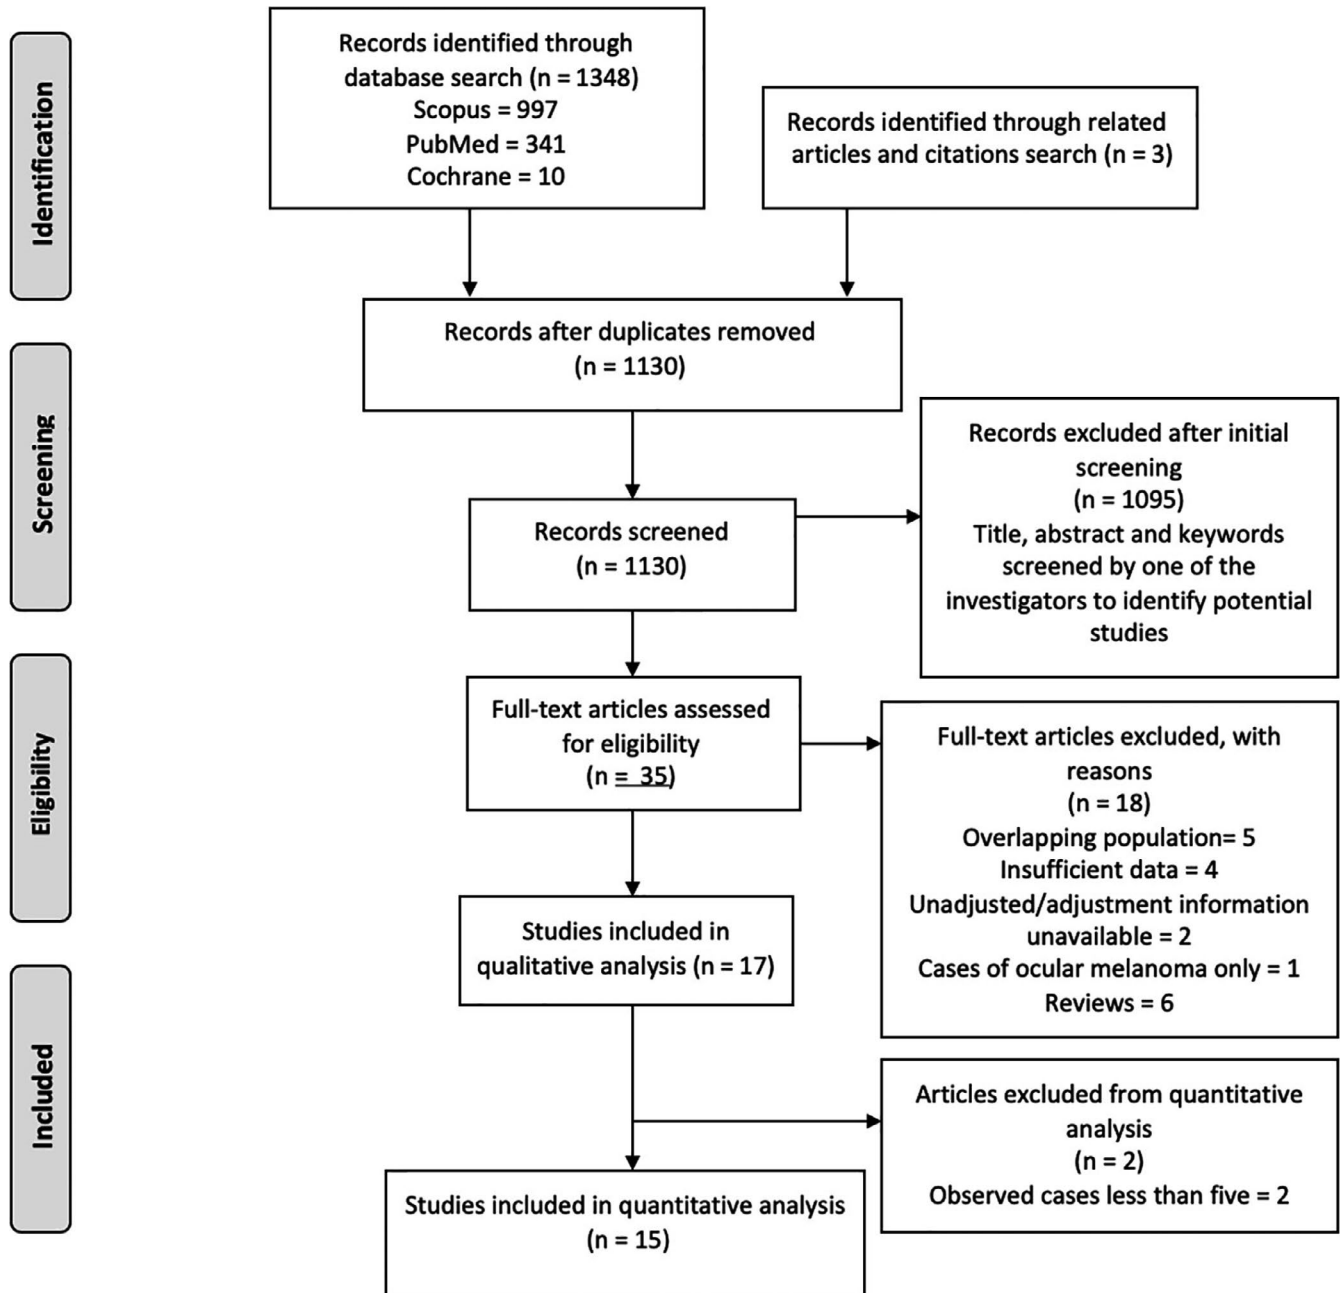 Identification
Records identified through
database search (n = 1348)
Scopus = 997
PubMed = 341
Cochrane = 10
Records identified through related
articles and citations search (n = 3)
Records after duplicates removed
(n = 1130)
Screening
Records screened
(n = 1130)
Records excluded after initial
screening
(n = 1095)
Title, abstract and keywords
screened by one of the
investigators to identify potential
studies
Eligibility
Full-text articles assessed
for eligibility
(n = 35)
Full-text articles excluded, with
reasons
(n = 18)
Overlapping population= 5
Insufficient data = 4
Unadjusted/adjustment information
unavailable = 2
Cases of ocular melanoma only = 1
Reviews = 6
Studies included in
qualitative analysis (n = 17)
Included
Articles excluded from quantitative
analysis
(n = 2)
Observed cases less than five = 2
Studies included in quantitative analysis
(n = 15)